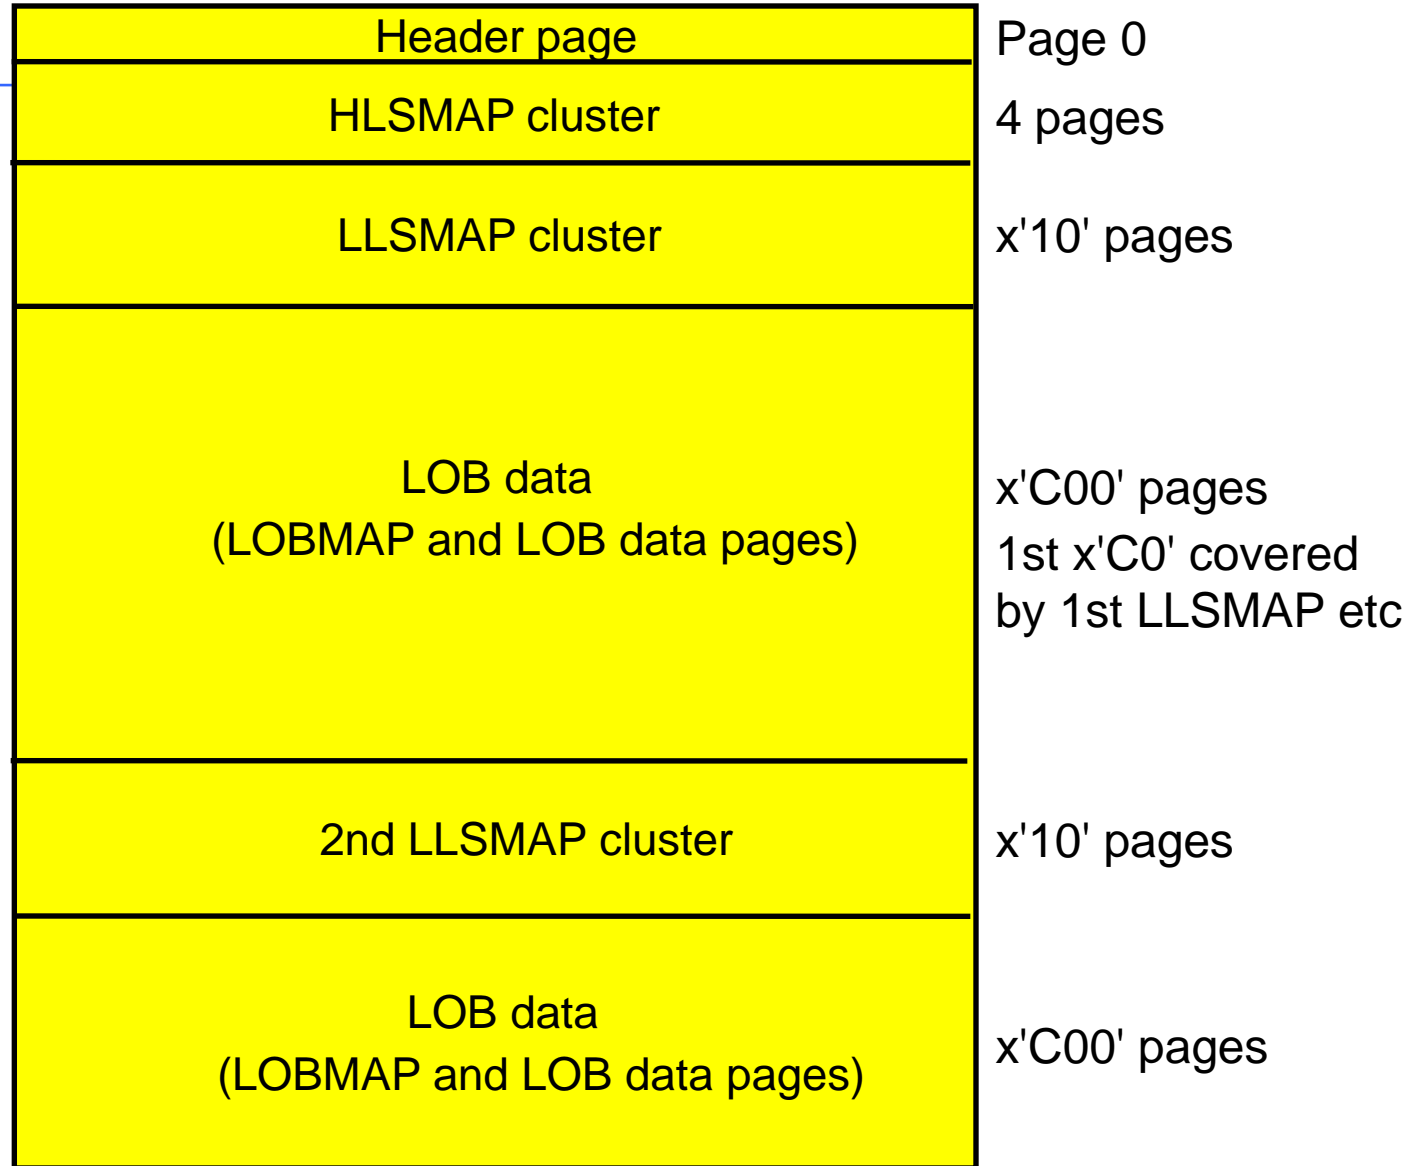 Header page
Page 0
HLSMAP cluster
4 pages
LLSMAP cluster
x'10' pages
LOB data
(LOBMAP and LOB data pages)
x'C00' pages
1st x'C0' covered
by 1st LLSMAP etc
2nd LLSMAP cluster
x'10' pages
LOB data
(LOBMAP and LOB data pages)
x'C00' pages